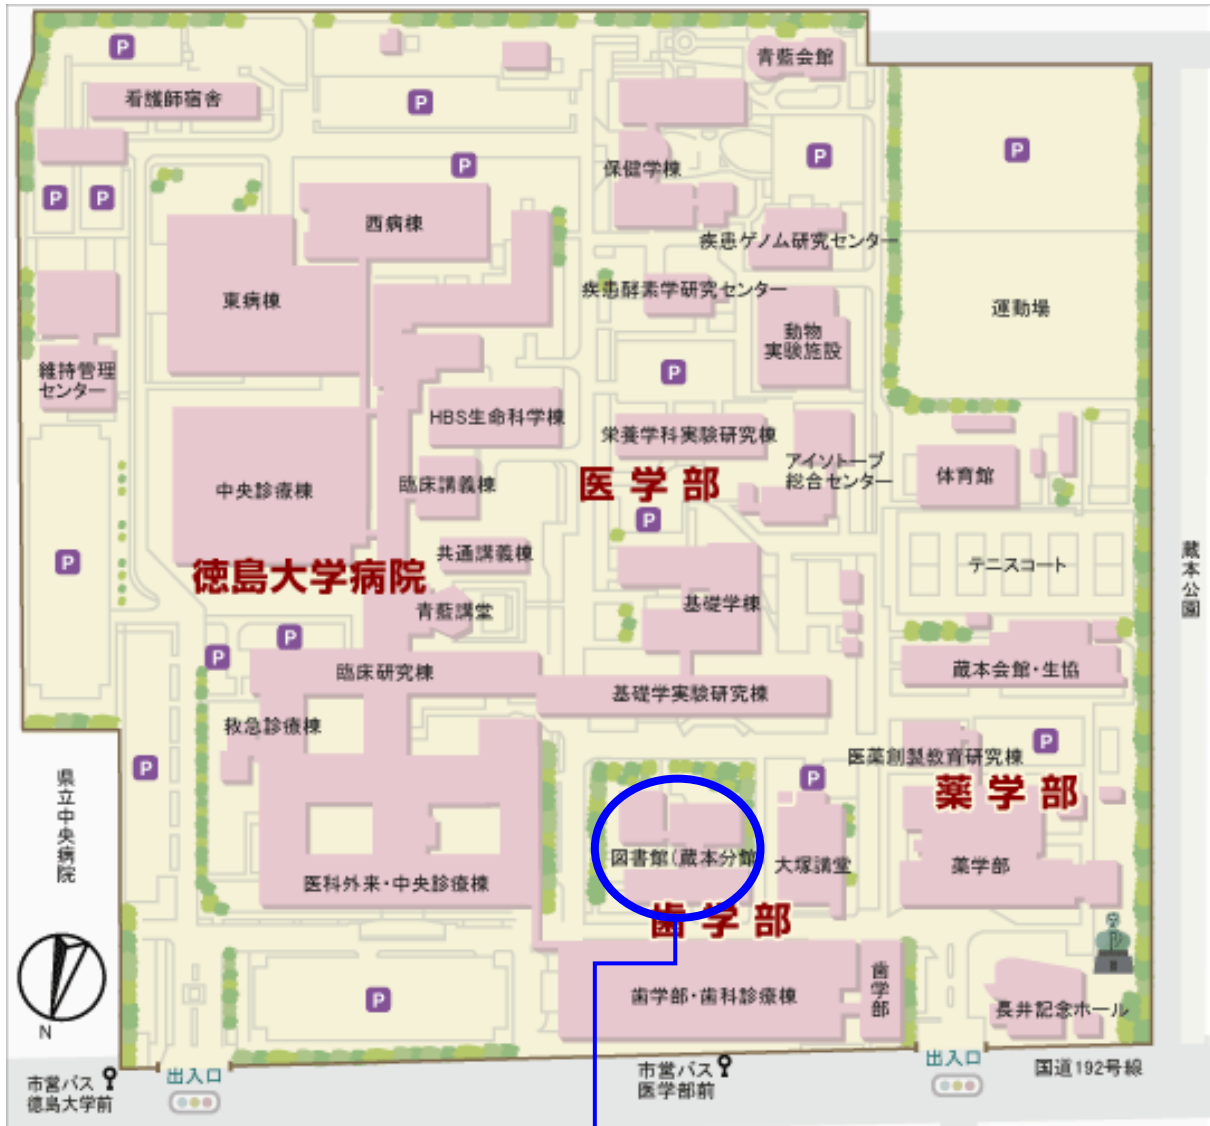 P
青藍会館
看護師宿舎
P
P
P
保健学棟
P
P
P
西病棟
疾患ゲノム研究センター
東病棟
疾患酵素学研究センター
運動場
動物
実験施設
維持管理
センター
P
HBS生命科学棟
栄養学科実験研究棟
アイソトープ
総合センター
体育館
中央診療棟
臨床講義棟
医学部
P
共通講義棟
P
徳島大学病院
テニスコート
蔵本公園
青藍講堂
基礎学棟
P
P
臨床研究棟
蔵本会館・生協
基礎学実験研究棟
救急診療棟
P
医薬創製教育研究棟
P
P
薬学部
県立中央病院
図書館(蔵本分館
大塚講堂
薬学部
医科外来・中央診療棟
歯学部
歯学部・歯科診療棟
歯学部
P
長井記念ホール
N
出入口
市営バス
徳島大学前
市営バス
医学部前
出入口
国道192号線